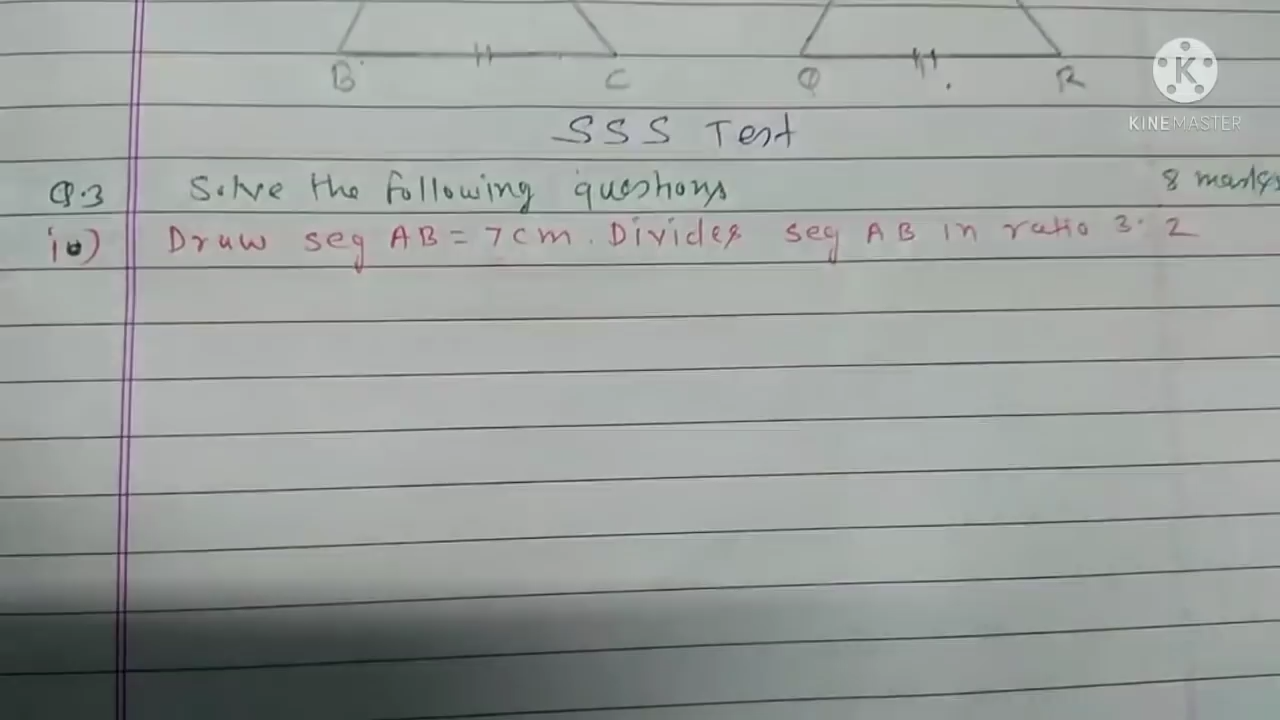 B C Q R
K
KINEMASTER
SSS Test
Q.3 Solve the following questions 8 marks
Draw seg AB = 7cm. Divides seg AB in ratio 3:2